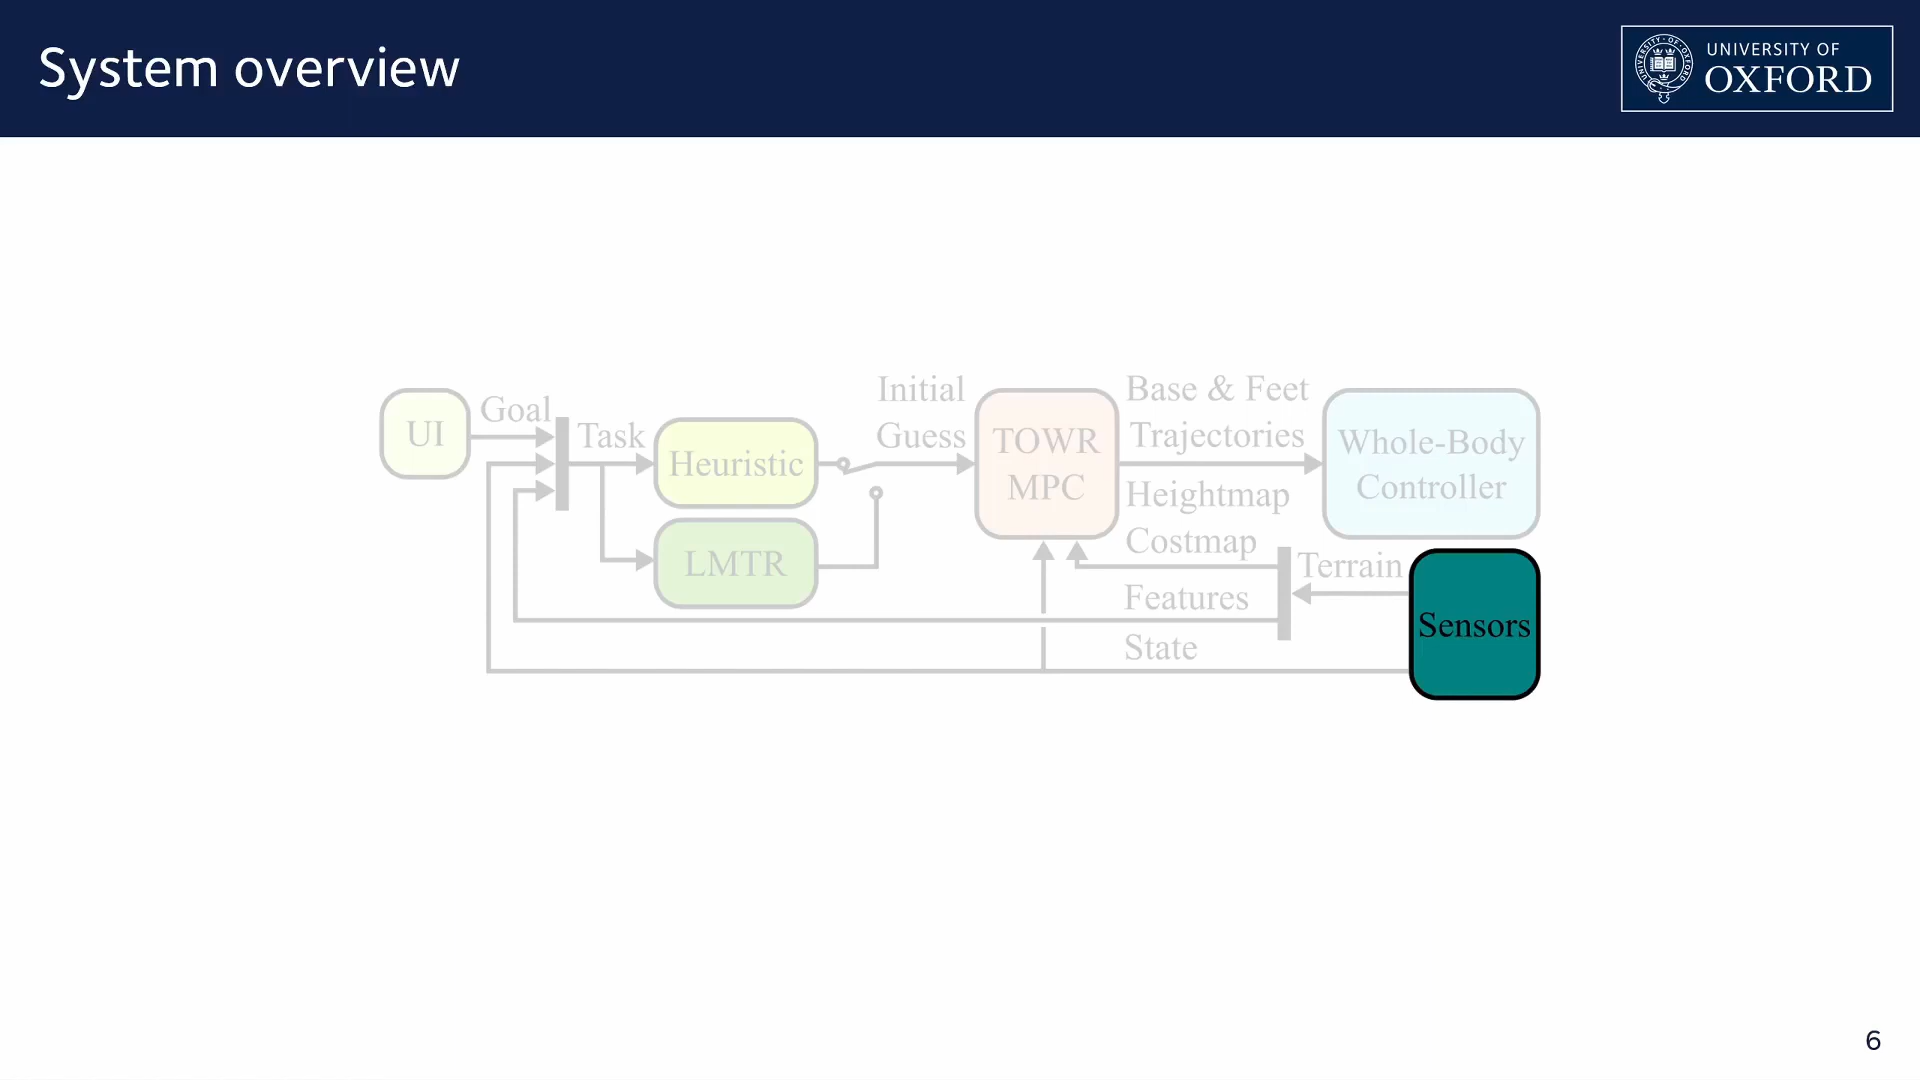 System overview
UNIVERSITY OF
OXFORD
UI
Goal
Task
Heuristic
LMTR
Initial
Guess
TOWR
MPC
Base & Feet
Trajectories
Heightmap
Costmap
Features
State
Terrain
Whole-Body
Controller
Sensors
6